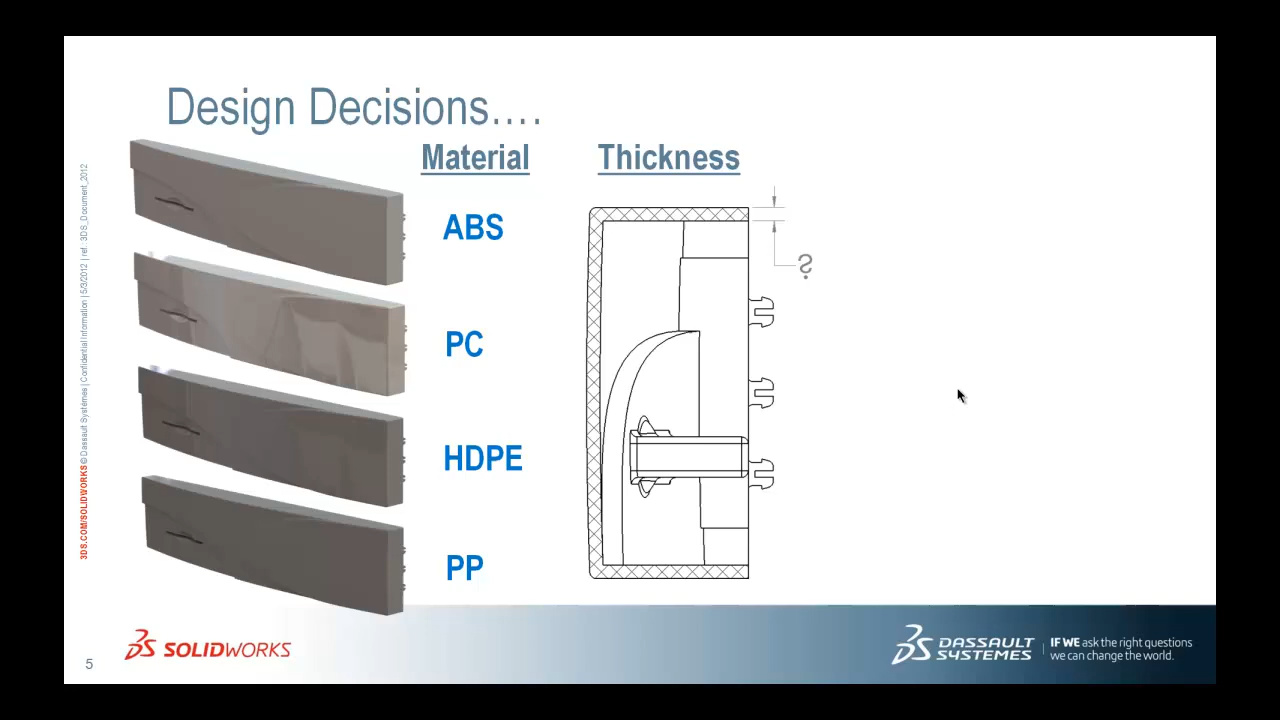 Design Decisions....
Material
Thickness
ABS
PC
HDPE
PP
?
3DS.COM/SOLIDWORKS © Dassault Systèmes | Confidential Information | 5/3/2012 | ref.: 3DS_Document_2012
5
SOLIDWORKS
DASSAULT
SYSTEMES
IF WE ask the right questions
we can change the world.